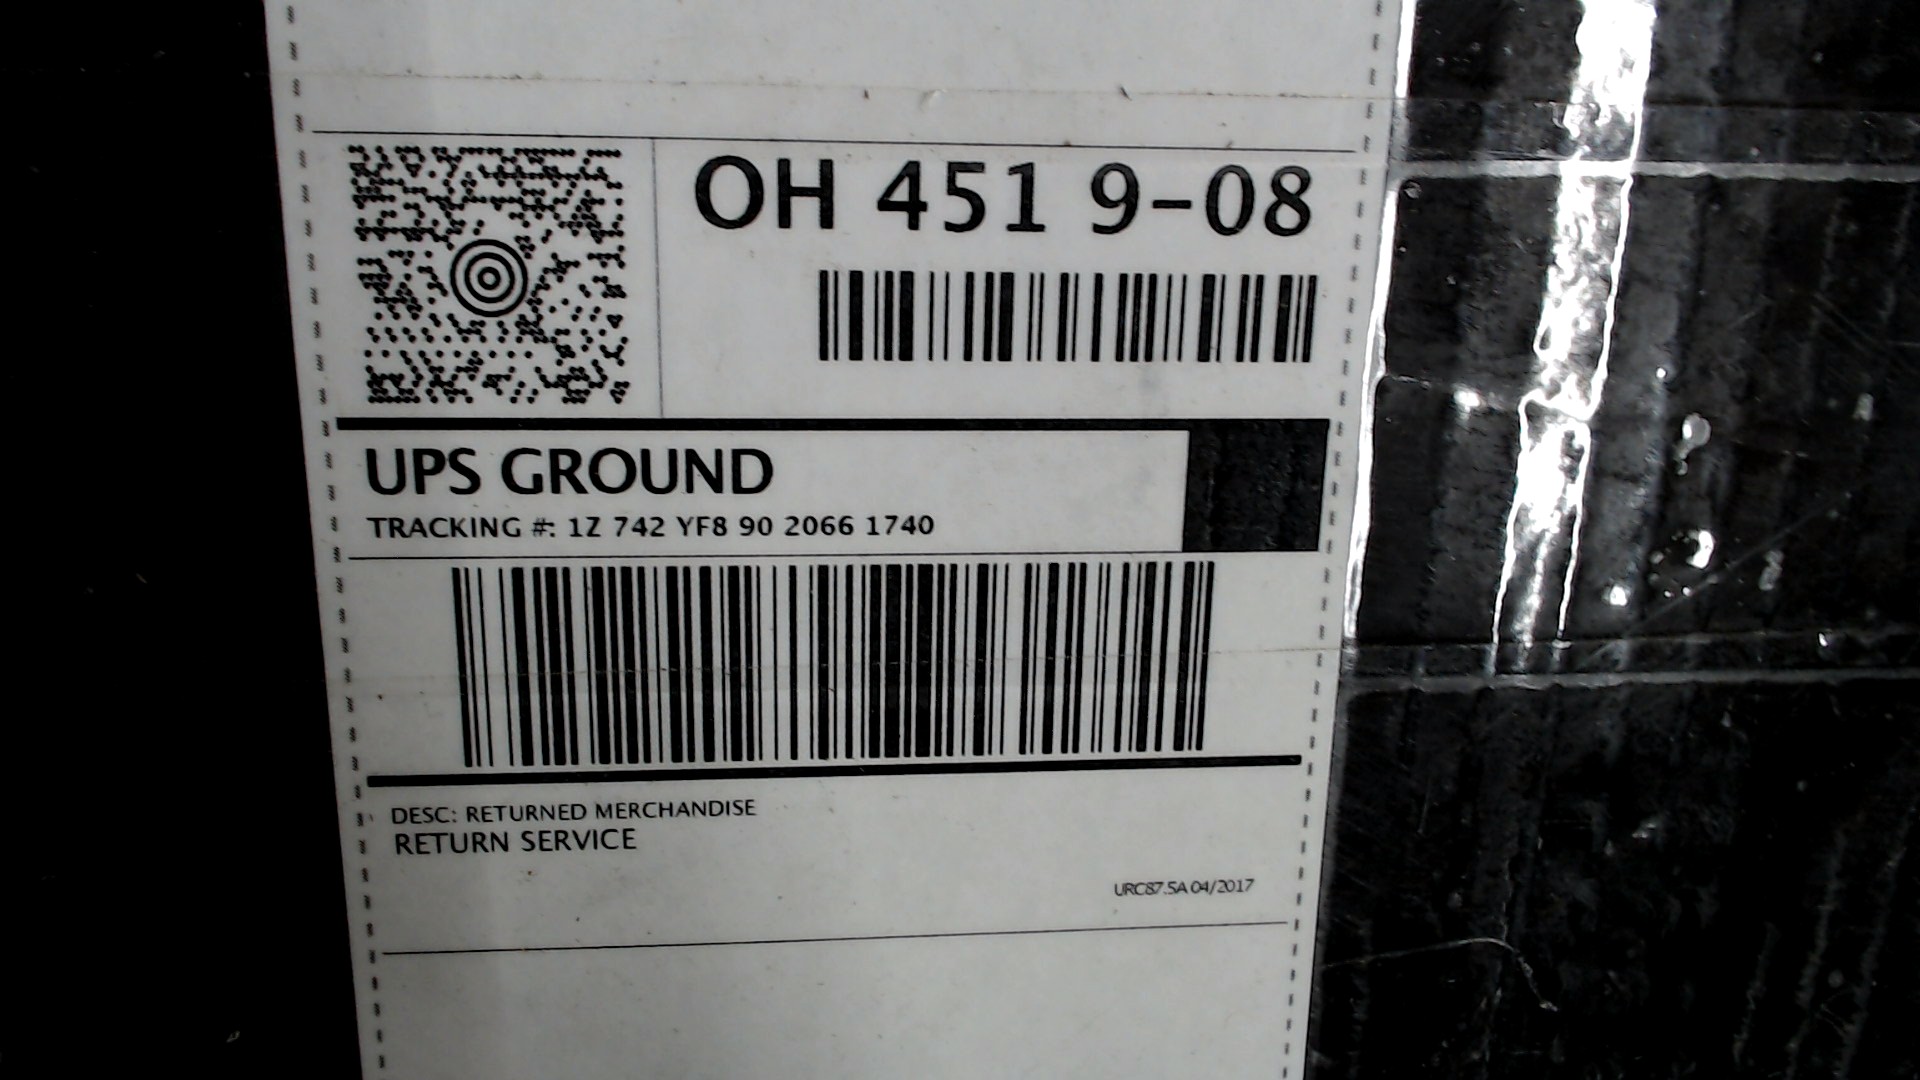 OH 451 9-08
UPS GROUND
TRACKING #: 1Z 742 YF8 90 2066 1740
DESC: RETURNED MERCHANDISE
RETURN SERVICE
URC87.5A 04/2017